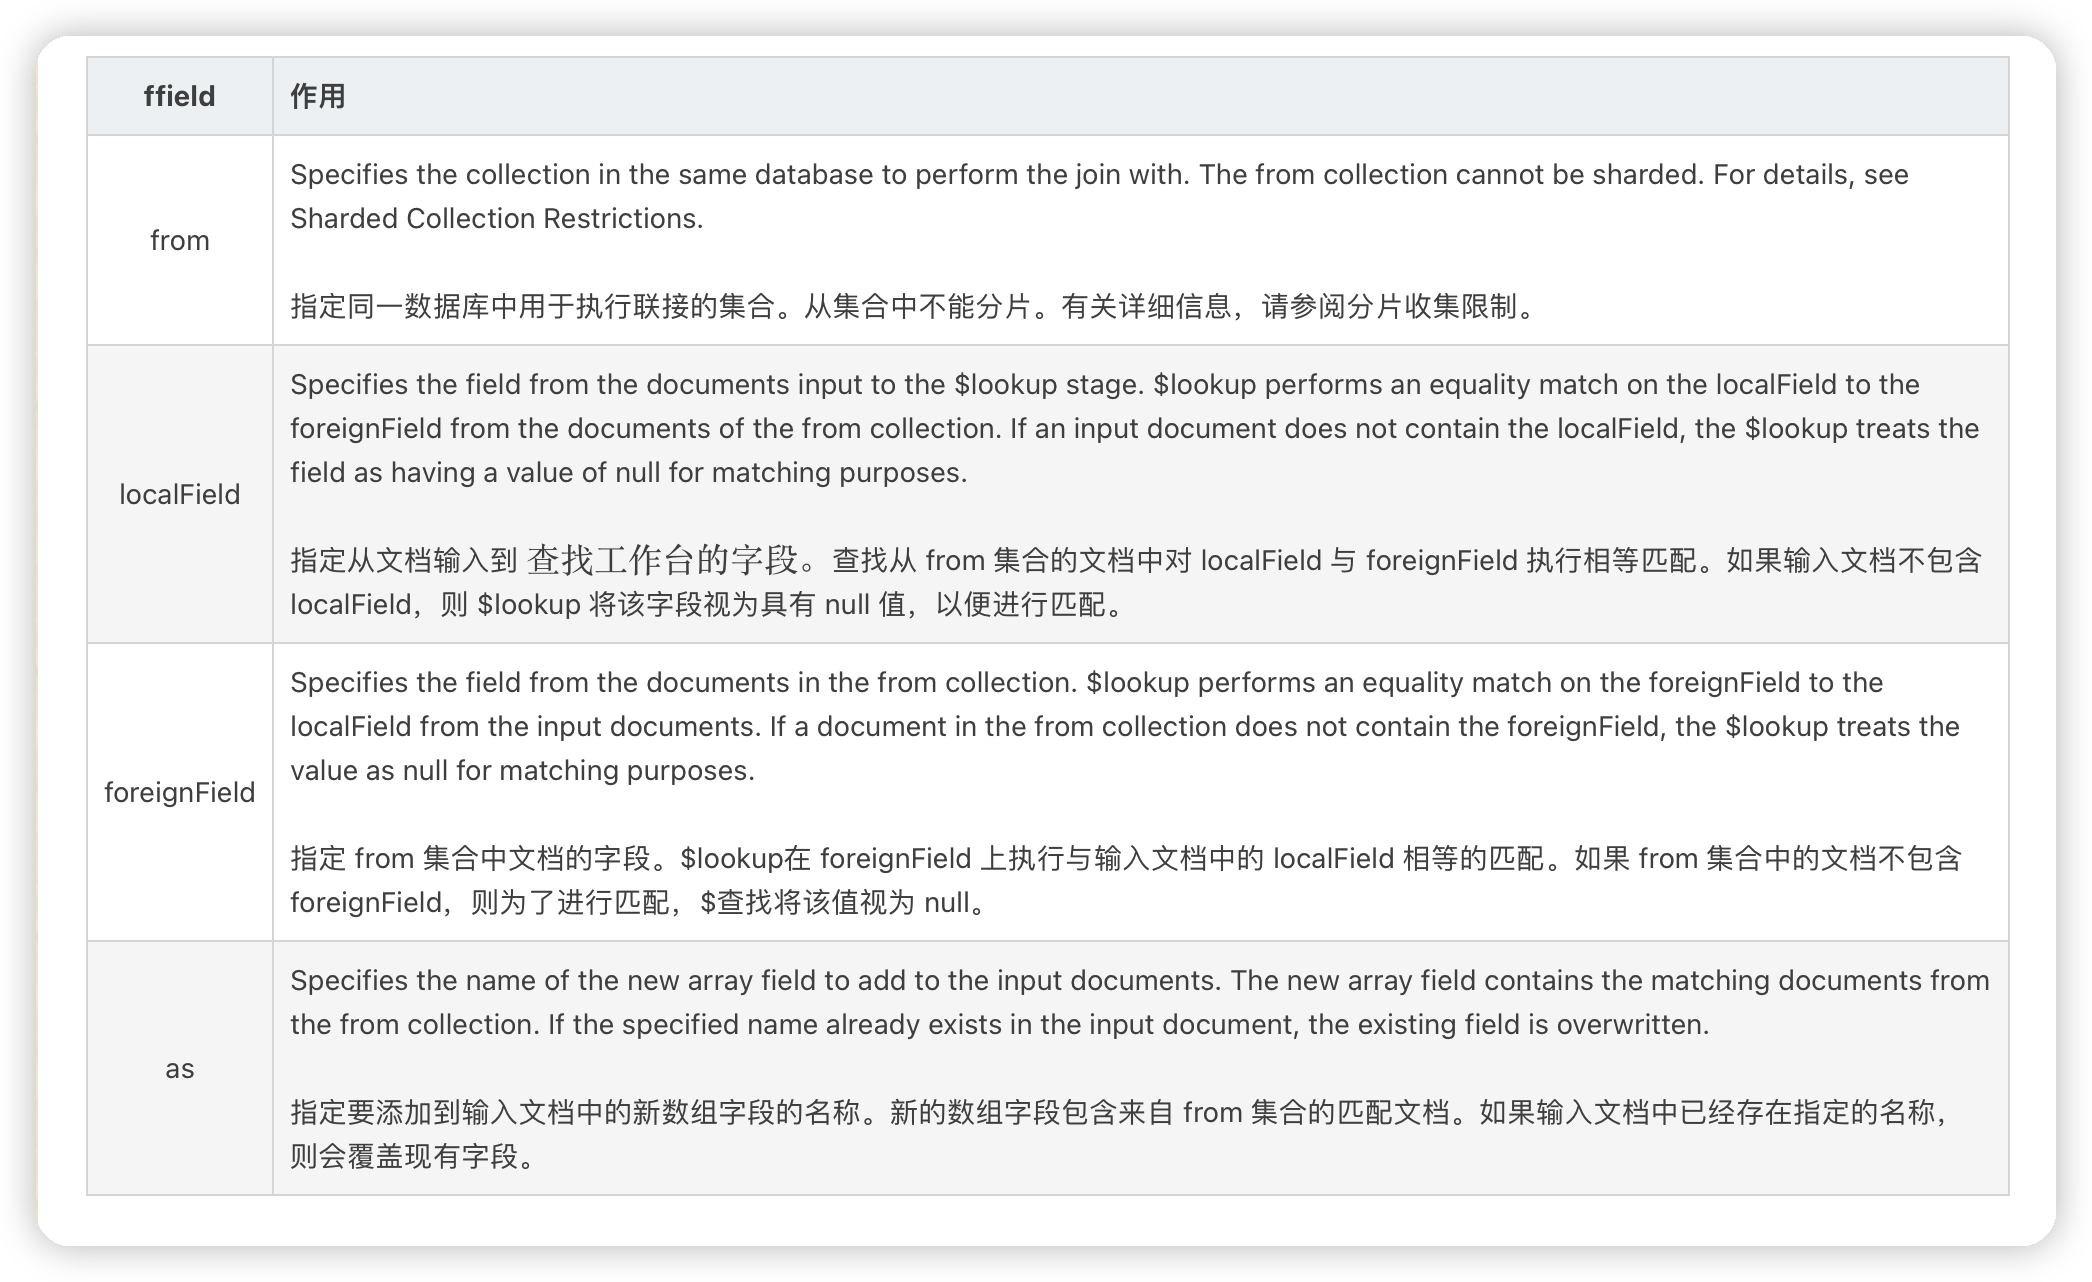 ffield
作用
from
Specifies the collection in the same database to perform the join with. The from collection cannot be sharded. For details, see
Sharded Collection Restrictions.
指定同一数据库中用于执行联接的集合。从集合中不能分片。有关详细信息，请参阅分片收集限制。
localField
Specifies the field from the documents input to the $lookup stage. $lookup performs an equality match on the localField to the
foreignField from the documents of the from collection. If an input document does not contain the localField, the $lookup treats the
field as having a value of null for matching purposes.
指定从文档输入到 查找工作台的字段。查找从 from 集合的文档中对 localField 与 foreignField 执行相等匹配。如果输入文档不包含
localField，则 $lookup 将该字段视为具有 null 值，以便进行匹配。
foreignField
Specifies the field from the documents in the from collection. $lookup performs an equality match on the foreignField to the
localField from the input documents. If a document in the from collection does not contain the foreignField, the $lookup treats the
value as null for matching purposes.
指定 from 集合中文档的字段。$lookup在 foreignField 上执行与输入文档中的 localField 相等的匹配。如果 from 集合中的文档不包含
foreignField，则为了进行匹配，$查找将该值视为 null。
as
Specifies the name of the new array field to add to the input documents. The new array field contains the matching documents from
the from collection. If the specified name already exists in the input document, the existing field is overwritten.
指定要添加到输入文档中的新数组字段的名称。新的数组字段包含来自 from 集合的匹配文档。如果输入文档中已经存在指定的名称，
则会覆盖现有字段。